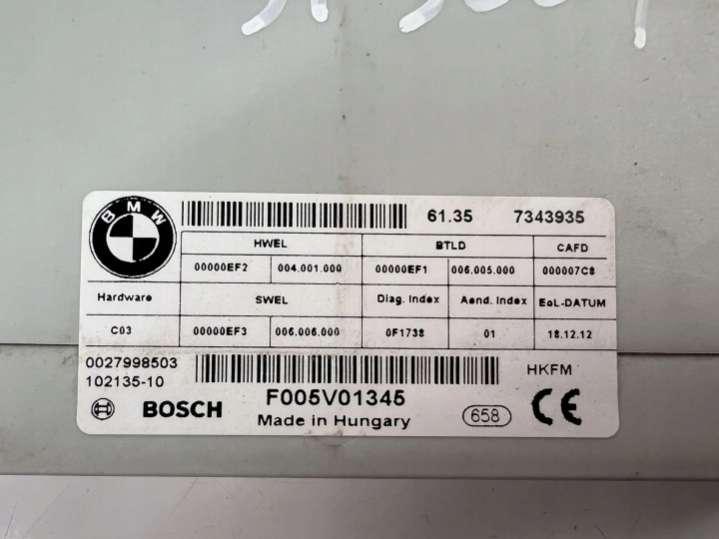 BMW 61.35 7343935
HWEL BTLD CAFD
00000EF2 004.001.000 00000EF1 006.005.000 000007C8
Hardware SWEL Diag. Index Aend. Index EoL-DATUM
C03 00000EF3 006.006.000 0F1738 01 18.12.12
0027998503 HKFM
102135-10
BOSCH F005V01345 658 CE
Made in Hungary